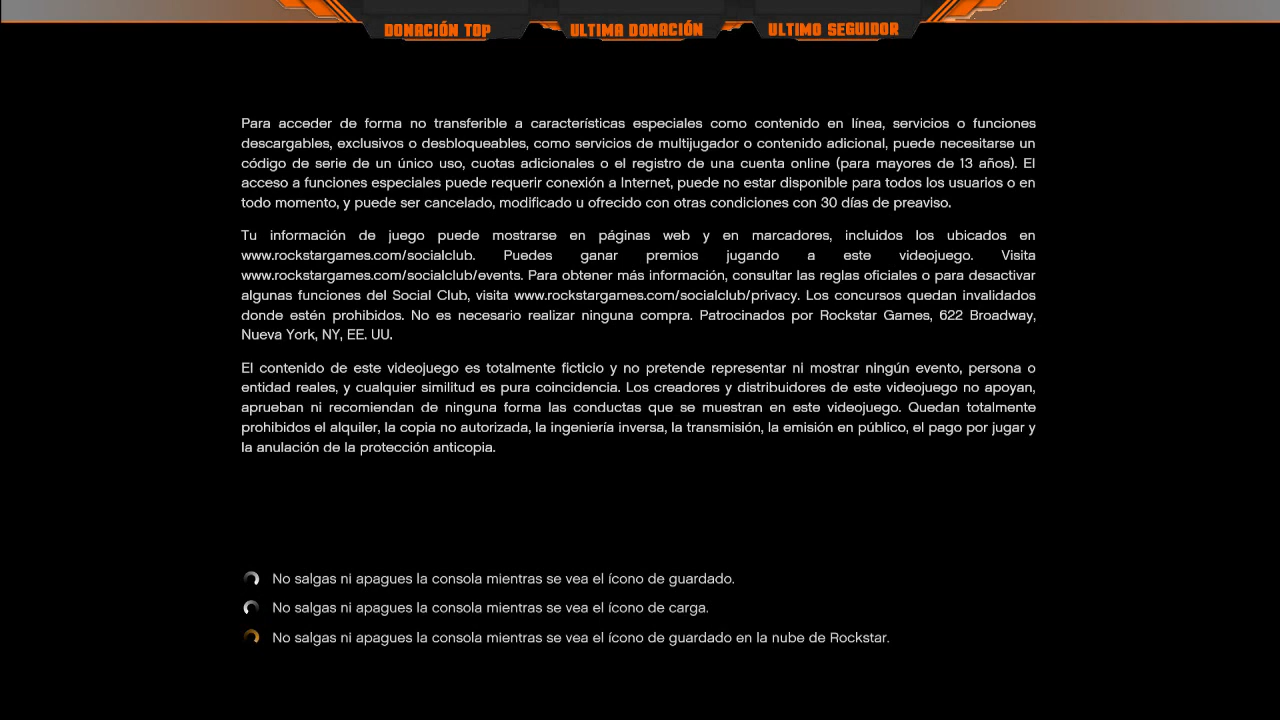 DONACIÓN TOP
ULTIMA DONACIÓN
ULTIMO SEGUIDOR
Para acceder de forma no transferible a características especiales como contenido en línea, servicios o funciones
descargables, exclusivos o desbloqueables, como servicios de multijugador o contenido adicional, puede necesitarse un
código de serie de un único uso, cuotas adicionales o el registro de una cuenta online (para mayores de 13 años). El
acceso a funciones especiales puede requerir conexión a Internet, puede no estar disponible para todos los usuarios o en
todo momento, y puede ser cancelado, modificado u ofrecido con otras condiciones con 30 días de preaviso.
Tu información de juego puede mostrarse en páginas web y en marcadores, incluidos los ubicados en
www.rockstargames.com/socialclub. Puedes ganar premios jugando a este videojuego. Visita
www.rockstargames.com/socialclub/events. Para obtener más información, consultar las reglas oficiales o para desactivar
algunas funciones del Social Club, visita www.rockstargames.com/socialclub/privacy. Los concursos quedan invalidados
donde estén prohibidos. No es necesario realizar ninguna compra. Patrocinados por Rockstar Games, 622 Broadway,
Nueva York, NY, EE. UU.
El contenido de este videojuego es totalmente ficticio y no pretende representar ni mostrar ningún evento, persona o
entidad reales, y cualquier similitud es pura coincidencia. Los creadores y distribuidores de este videojuego no apoyan,
aprueban ni recomiendan de ninguna forma las conductas que se muestran en este videojuego. Quedan totalmente
prohibidos el alquiler, la copia no autorizada, la ingeniería inversa, la transmisión, la emisión en público, el pago por jugar y
la anulación de la protección anticopia.
No salgas ni apagues la consola mientras se vea el ícono de guardado.
No salgas ni apagues la consola mientras se vea el ícono de carga.
No salgas ni apagues la consola mientras se vea el ícono de guardado en la nube de Rockstar.